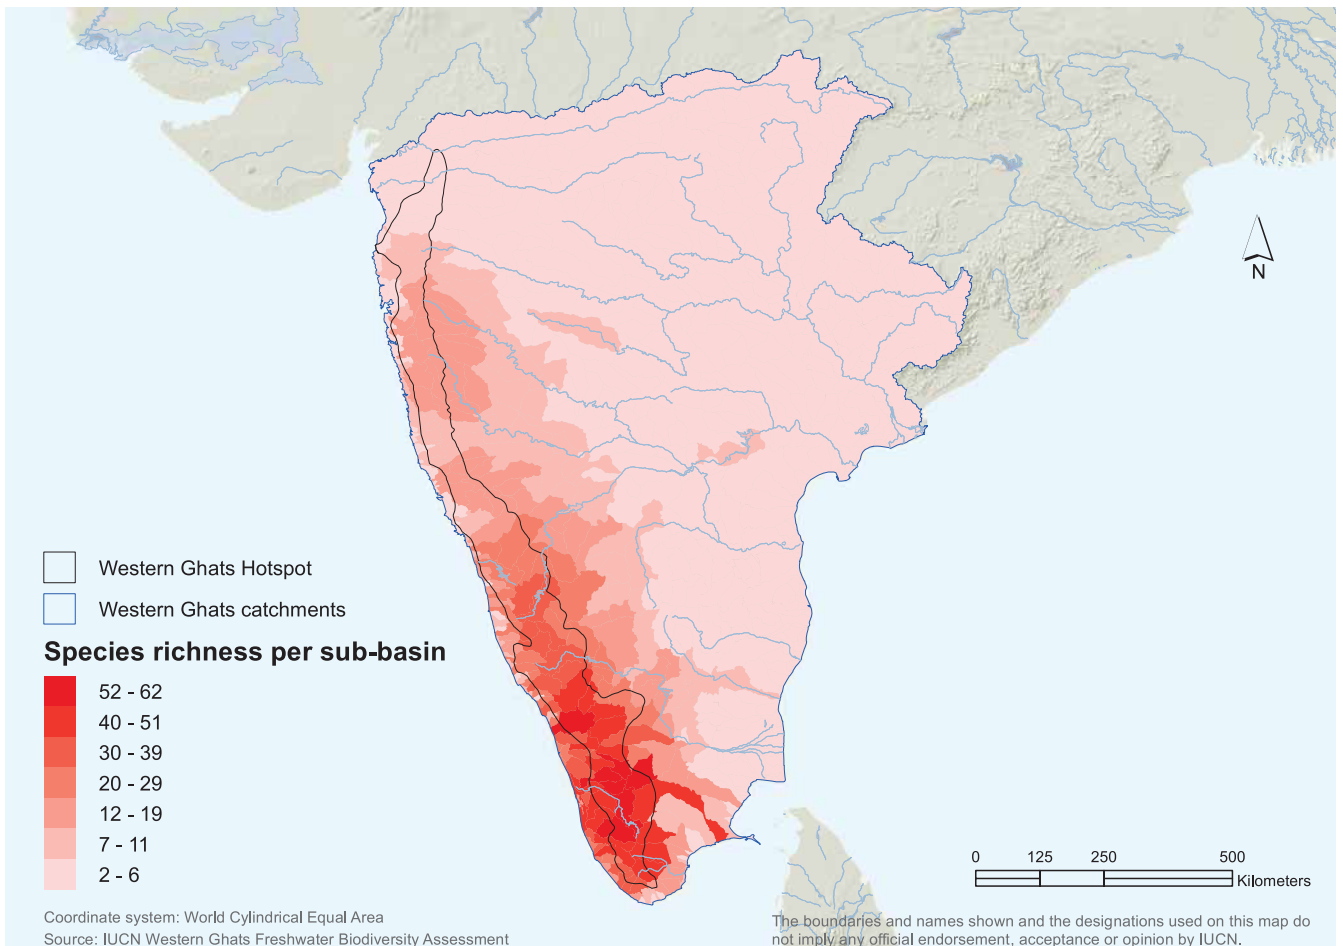 N
Western Ghats Hotspot
Western Ghats catchments
Species richness per sub-basin
52 - 62
40 - 51
30 - 39
20 - 29
12 - 19
7 - 11
2 - 6
0 125 250 500
Kilometers
Coordinate system: World Cylindrical Equal Area
Source: IUCN Western Ghats Freshwater Biodiversity Assessment
The boundaries and names shown and the designations used on this map do
not imply any official endorsement, acceptance or opinion by IUCN.